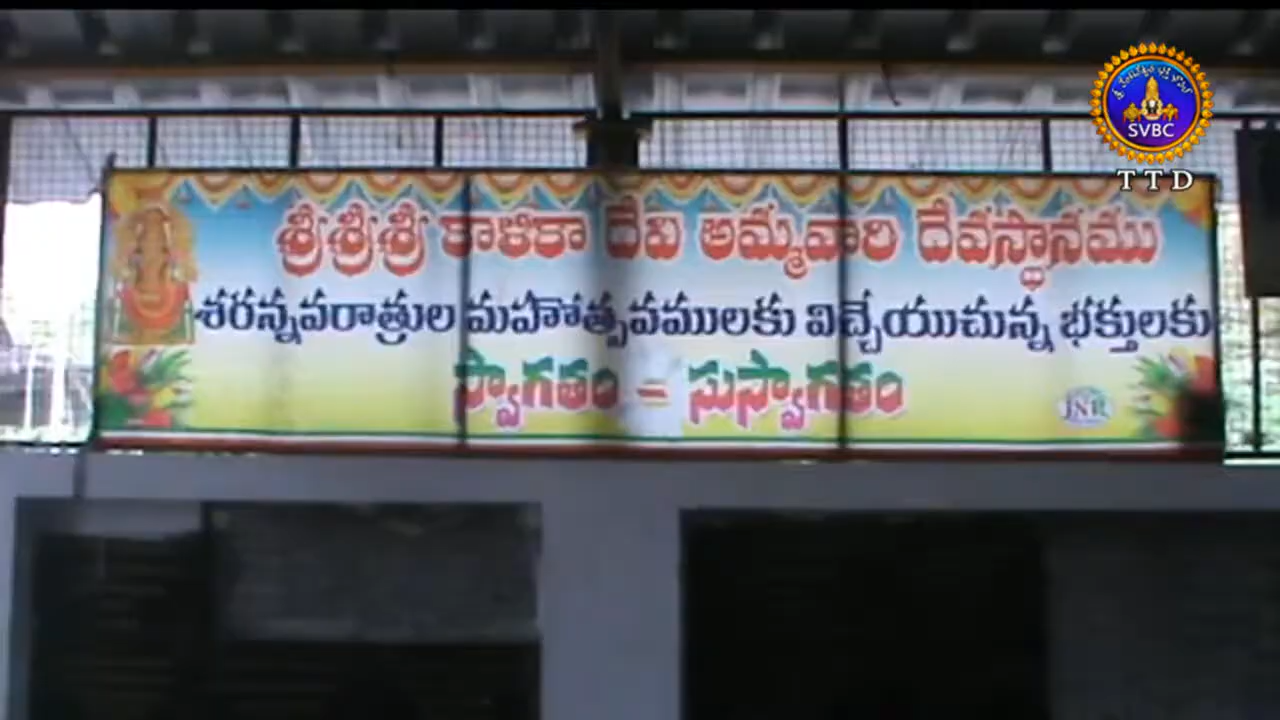 శ్రీశ్రీశ్రీ కాళికా దేవి అమ్మవారి దేవస్థానము
శరన్నవరాత్రుల మహోత్సవములకు విచ్చేయుచున్న భక్తులకు
స్వాగతం - సుస్వాగతం
JNR
SVBC
TTD